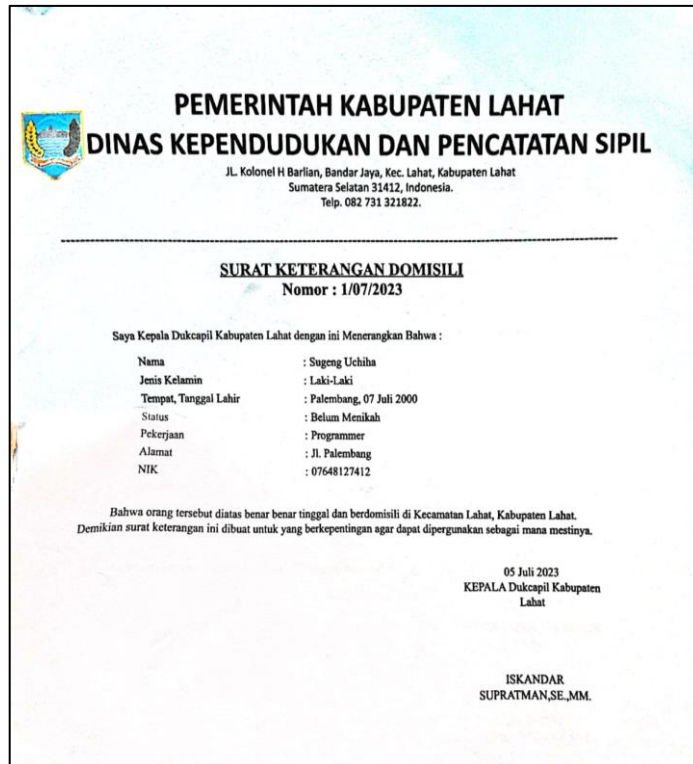 PEMERINTAH KABUPATEN LAHAT
DINAS KEPENDUDUKAN DAN PENCATATAN SIPIL
JL. Kolonel H Barlian, Bandar Jaya, Kec. Lahat, Kabupaten Lahat
Sumatera Selatan 31412, Indonesia.
Telp. 082 731 321822.
SURAT KETERANGAN DOMISILI
Nomor : 1/07/2023
Saya Kepala Dukcapil Kabupaten Lahat dengan ini Menerangkan Bahwa :
Nama : Sugeng Uchiha
Jenis Kelamin : Laki-Laki
Tempat, Tanggal Lahir : Palembang, 07 Juli 2000
Status : Belum Menikah
Pekerjaan : Programmer
Alamat : Jl. Palembang
NIK : 07648127412
Bahwa orang tersebut diatas benar benar tinggal dan berdomisili di Kecamatan Lahat, Kabupaten Lahat.
Demikian surat keterangan ini dibuat untuk yang berkepentingan agar dapat dipergunakan sebagai mana mestinya.
05 Juli 2023
KEPALA Dukcapil Kabupaten
Lahat
ISKANDAR
SUPRATMAN,SE.,MM.